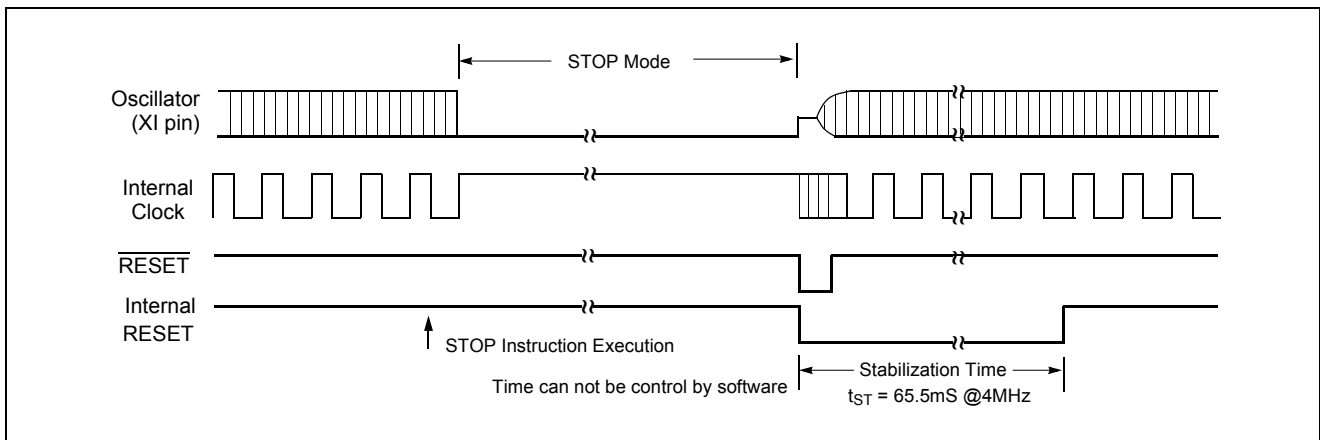 STOP Mode
Oscillator
(XI pin)
Internal
Clock
RESET
Internal
RESET
STOP Instruction Execution
Time can not be control by software
Stabilization Time
tST = 65.5mS @4MHz